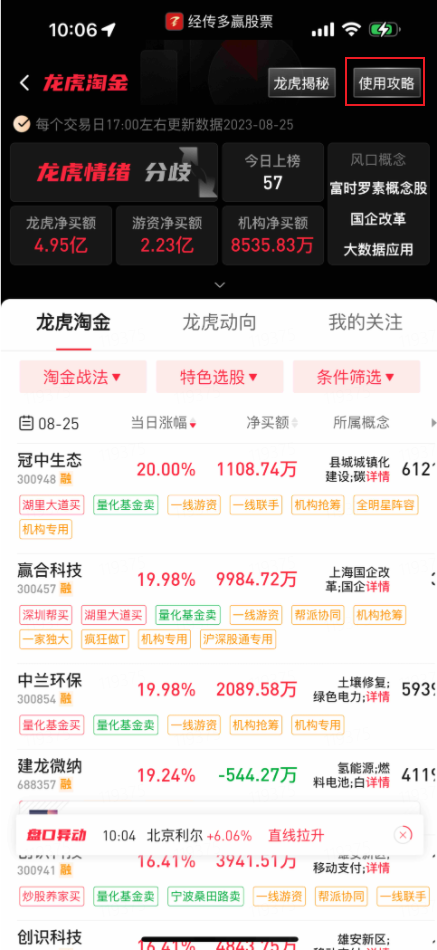 10:06
经传多赢股票
龙虎淘金
龙虎揭秘
使用攻略
每个交易日17:00左右更新数据2023-08-25
龙虎情绪 分歧
今日上榜
57
风口概念
富时罗素概念股
国企改革
大数据应用
龙虎净买额
4.95亿
游资净买额
2.23亿
机构净买额
8535.83万
龙虎淘金 龙虎动向 我的关注
淘金战法▼ 特色选股▼ 条件筛选▼
08-25 当日涨幅 净买额 所属概念
冠中生态
300948 融
20.00% 1108.74万
县城城镇化
建设;碳详情
湖里大道买 量化基金卖 一线游资 一线联手 机构抢筹 全明星阵容
机构专用
赢合科技
300457 融
19.98% 9984.72万
上海国企改
革;国企详情
深圳帮买 湖里大道买 量化基金卖 一线游资 帮派协同 机构抢筹
一家独大 疯狂做T 机构专用 沪深股通专用
中兰环保
300854 融
19.98% 2089.58万
土壤修复;
绿色电力;详情
量化基金买 量化基金卖 一线游资 机构抢筹 机构专用
建龙微纳
688357 融
19.24% -544.27万
氢能源;燃
料电池;白详情
盘口异动 10:04 北京利尔 +6.06% 直线拉升
300941 融
16.41% 3941.51万
移动支付;详情
炒股养家买 量化基金卖 宁波桑田路卖 一线游资 帮派协同 一线联手
创识科技
16.41% 4843.75万
雄安新区;